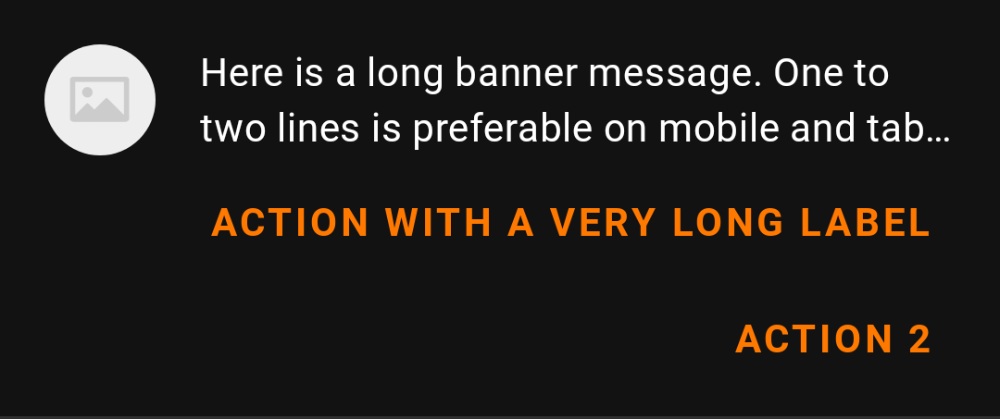 Here is a long banner message. One to
two lines is preferable on mobile and tab…
ACTION WITH A VERY LONG LABEL
ACTION 2